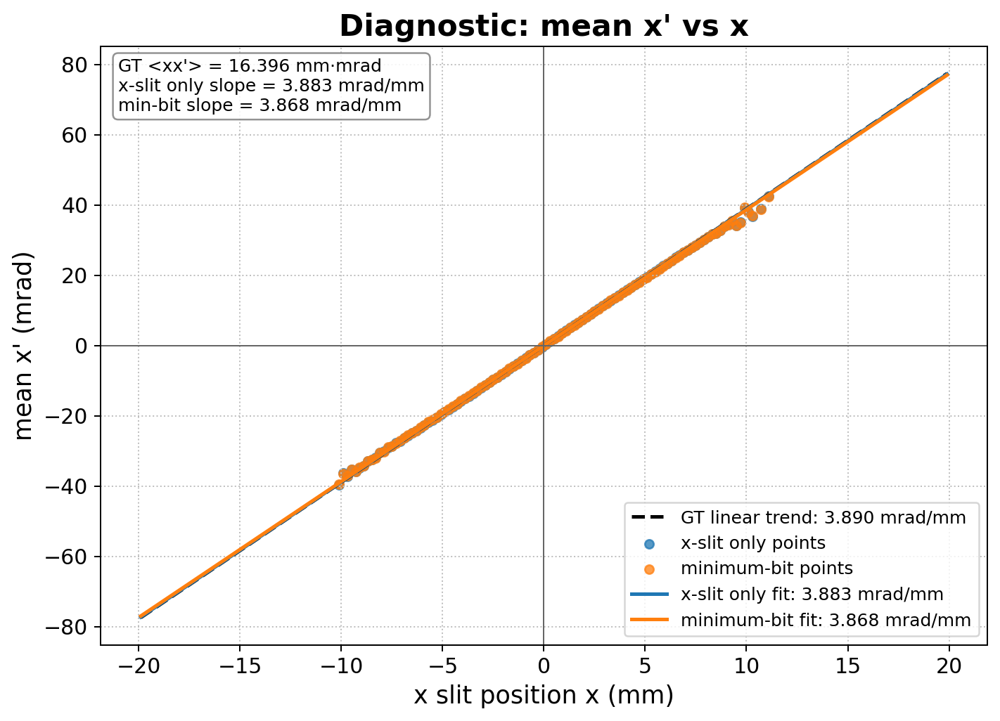 Diagnostic: mean x' vs x
GT <xx'> = 16.396 mm·mrad
x-slit only slope = 3.883 mrad/mm
min-bit slope = 3.868 mrad/mm
mean x' (mrad)
80
60
40
20
0
−20
−40
−60
−80
GT linear trend: 3.890 mrad/mm
x-slit only points
minimum-bit points
x-slit only fit: 3.883 mrad/mm
minimum-bit fit: 3.868 mrad/mm
−20 −15 −10 −5 0 5 10 15 20
x slit position x (mm)